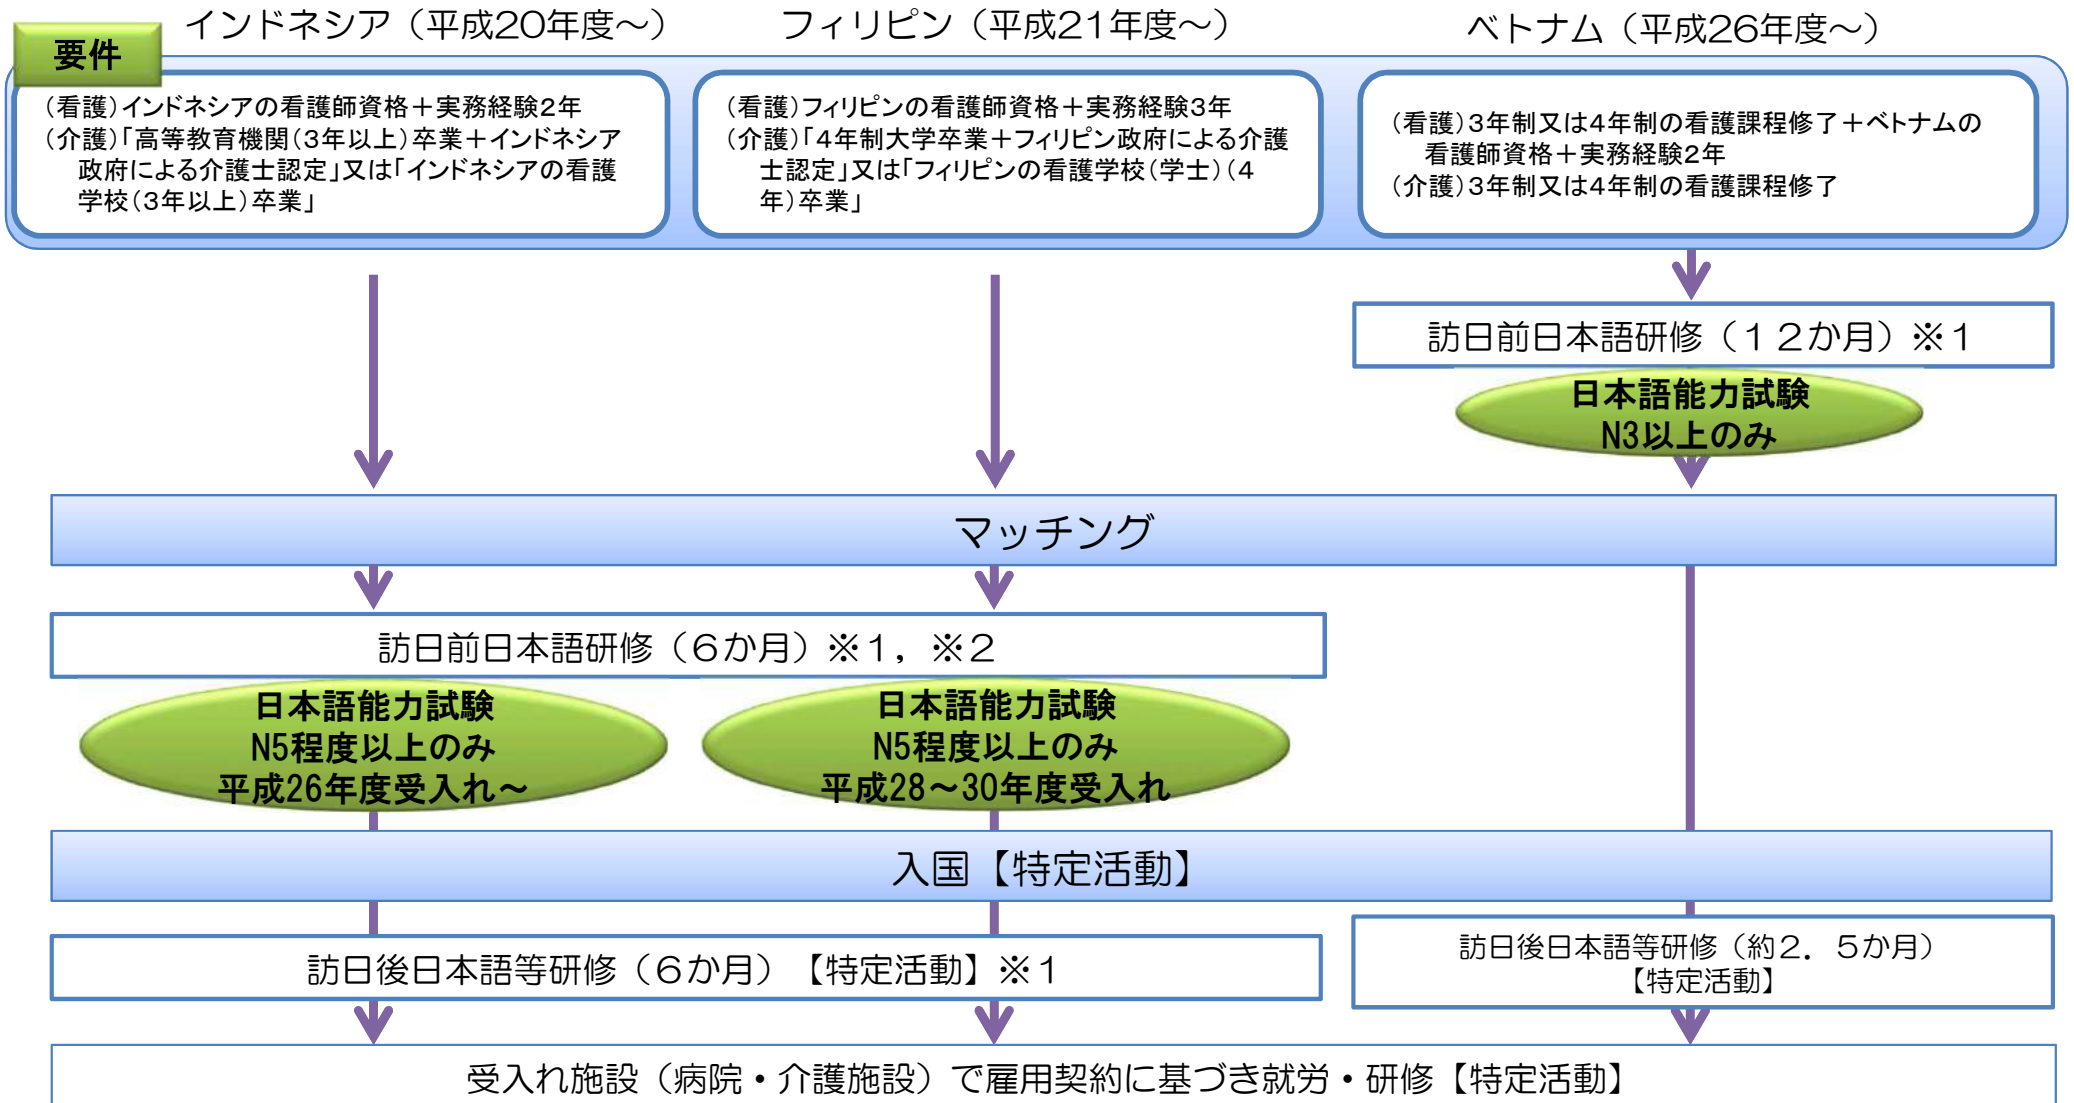 インドネシア（平成20年度～）
フィリピン（平成21年度～）
ベトナム（平成26年度～）
要件
（看護）インドネシアの看護師資格＋実務経験２年
（介護）「高等教育機関（３年以上）卒業＋インドネシア
政府による介護士認定」又は「インドネシアの看護
学校（３年以上）卒業」
（看護）フィリピンの看護師資格＋実務経験３年
（介護）「４年制大学卒業＋フィリピン政府による介護
士認定」又は「フィリピンの看護学校（学士）（４
年）卒業」
（看護）３年制又は４年制の看護課程修了＋ベトナムの
看護師資格＋実務経験２年
（介護）３年制又は４年制の看護課程修了
訪日前日本語研修（１２か月）※１
日本語能力試験
N3以上のみ
マッチング
訪日前日本語研修（６か月）※１，※２
日本語能力試験
N5程度以上のみ
平成26年度受入れ～
日本語能力試験
N5程度以上のみ
平成28～30年度受入れ
入国【特定活動】
訪日後日本語等研修（６か月）【特定活動】※１
訪日後日本語等研修（約２．５か月）
【特定活動】
受入れ施設（病院・介護施設）で雇用契約に基づき就労・研修【特定活動】